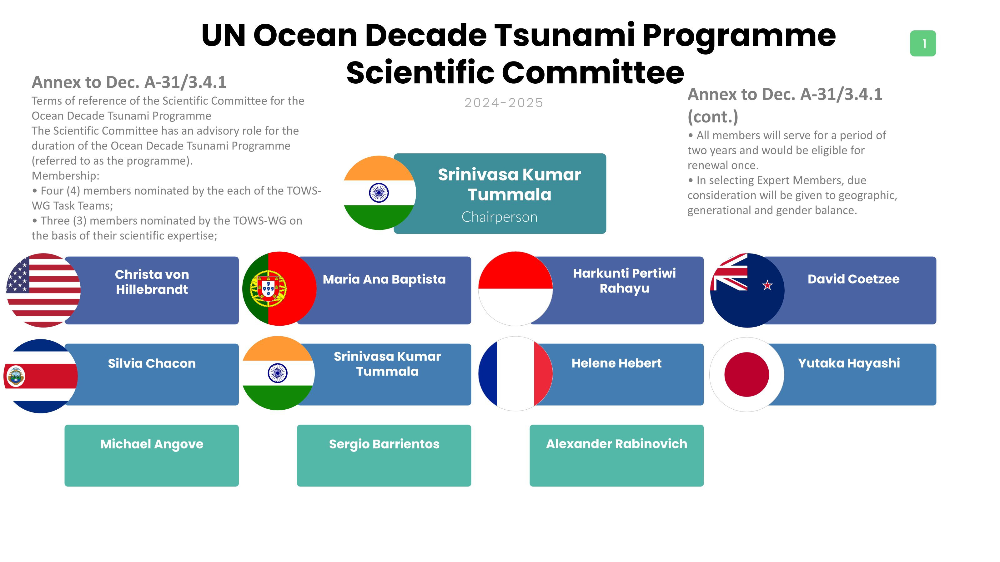 UN Ocean Decade Tsunami Programme
Scientific Committee
2024-2025
1
Annex to Dec. A-31/3.4.1
Terms of reference of the Scientific Committee for the
Ocean Decade Tsunami Programme
The Scientific Committee has an advisory role for the
duration of the Ocean Decade Tsunami Programme
(referred to as the programme).
Membership:
• Four (4) members nominated by the each of the TOWS-
WG Task Teams;
• Three (3) members nominated by the TOWS-WG on
the basis of their scientific expertise;
Annex to Dec. A-31/3.4.1
(cont.)
• All members will serve for a period of
two years and would be eligible for
renewal once.
• In selecting Expert Members, due
consideration will be given to geographic,
generational and gender balance.
Srinivasa Kumar
Tummala
Chairperson
Christa von
Hillebrandt
Maria Ana Baptista
Harkunti Pertiwi
Rahayu
David Coetzee
Silvia Chacon
Srinivasa Kumar
Tummala
Helene Hebert
Yutaka Hayashi
Michael Angove
Sergio Barrientos
Alexander Rabinovich